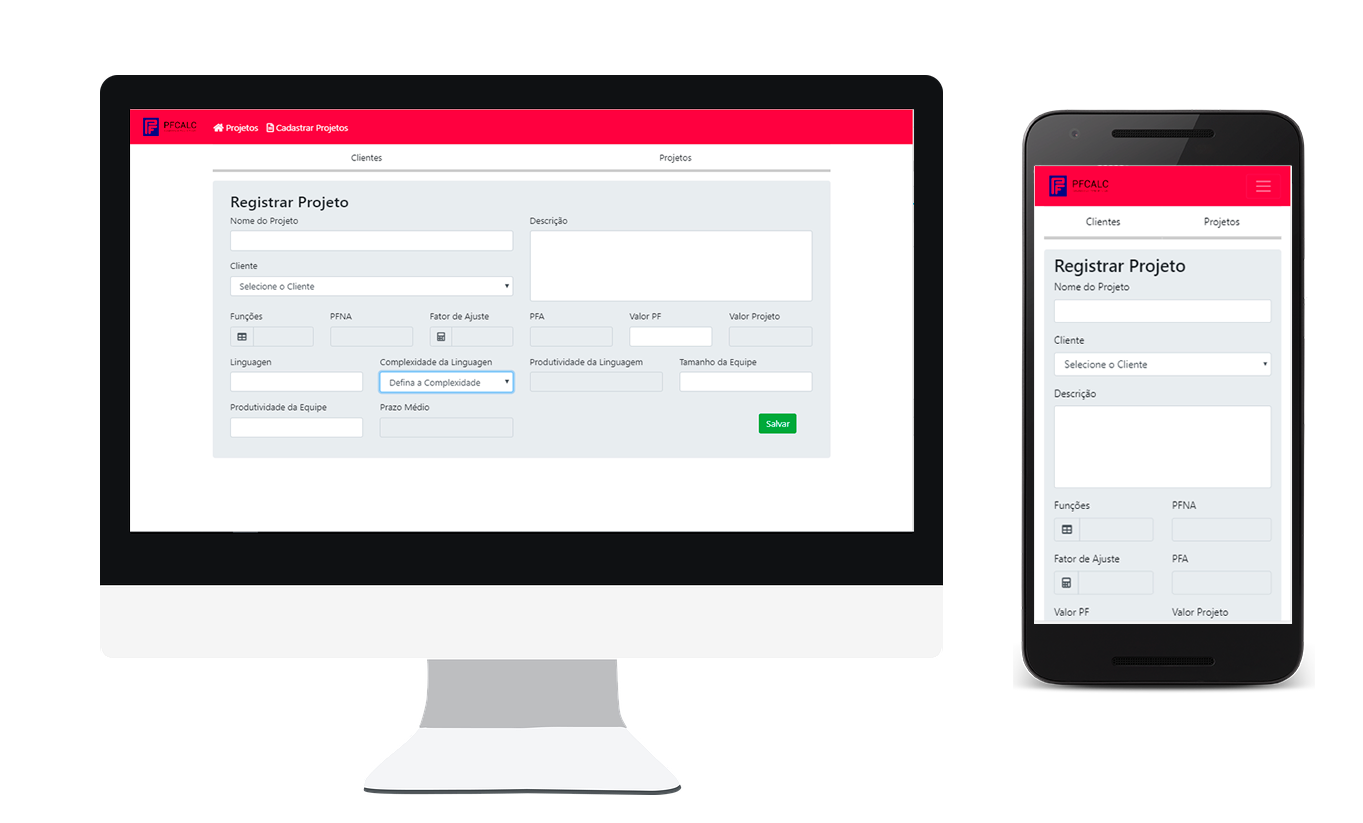 PFCALC Projetos Cadastrar Projetos
Clientes Projetos
Registrar Projeto
Nome do Projeto Descrição
Cliente
Selecione o Cliente
Funções PFNA Fator de Ajuste PFA Valor PF Valor Projeto
Linguagen Complexidade da Linguagen Produtividade da Linguagem Tamanho da Equipe
Defina a Complexidade
Produtividade da Equipe Prazo Médio
Salvar
PFCALC
Clientes Projetos
Registrar Projeto
Nome do Projeto
Cliente
Selecione o Cliente
Descrição
Funções PFNA
Fator de Ajuste PFA
Valor PF Valor Projeto